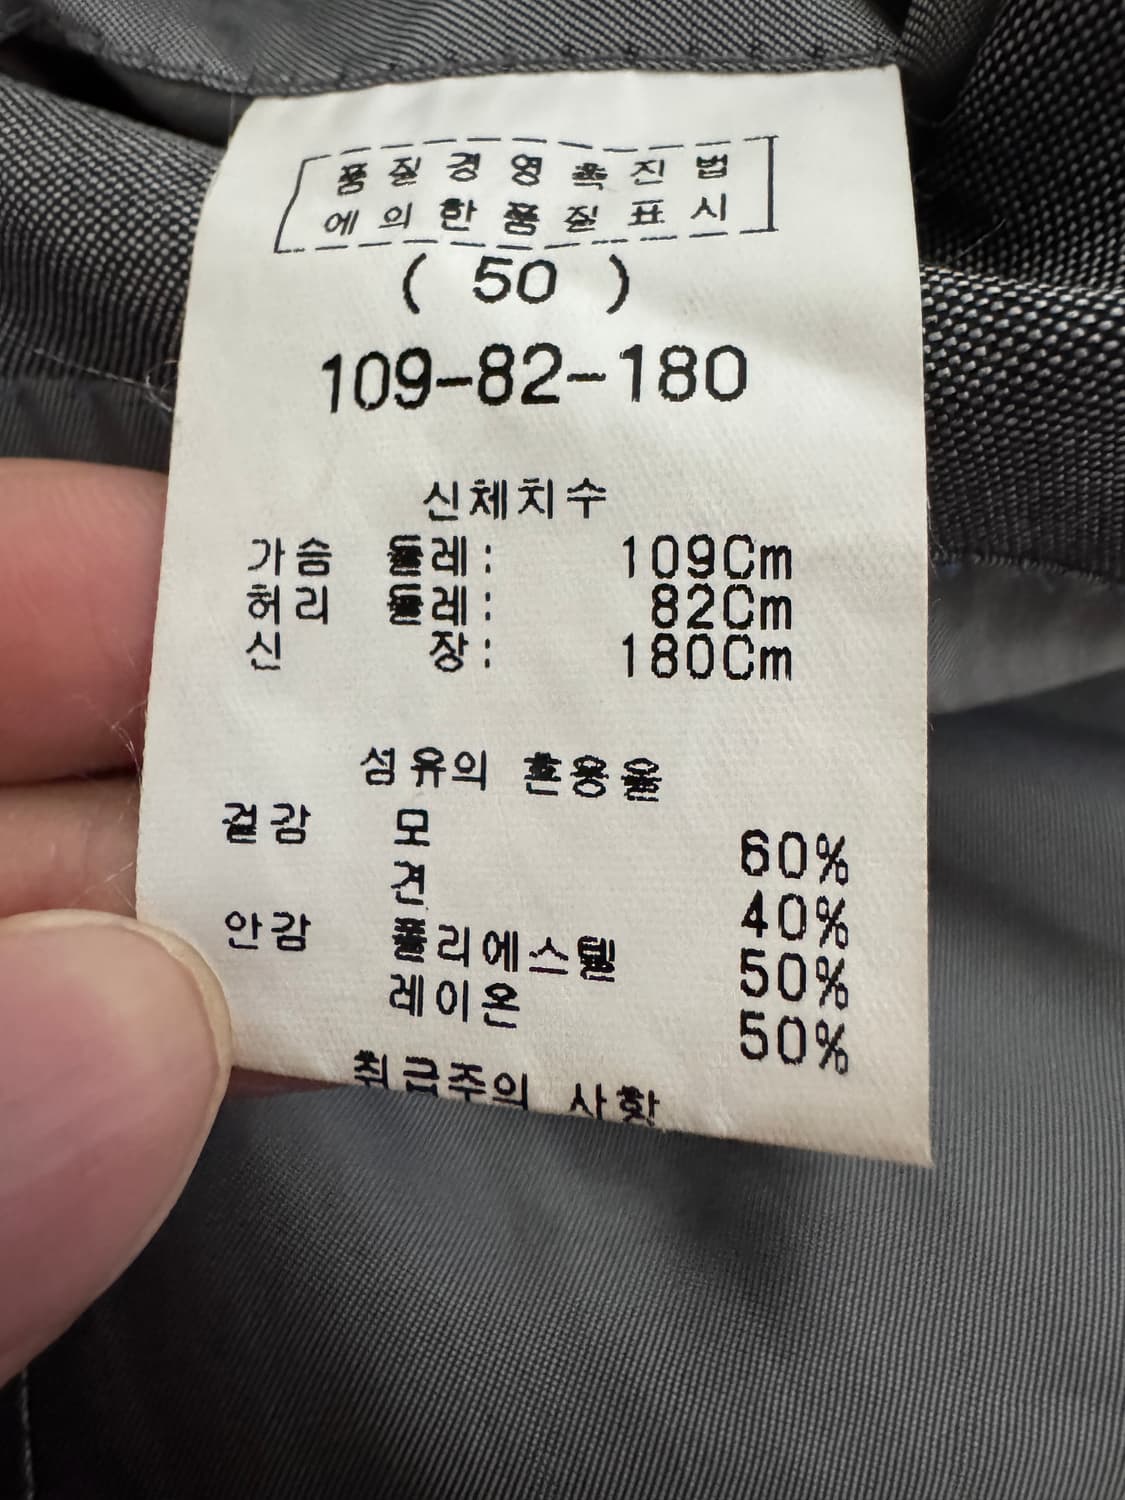 품질경영촉진법
에의한품질표시
( 50 )
109-82-180
신체치수
가슴 둘레: 109Cm
허리 둘레: 82Cm
신 장: 180Cm
섬유의 혼용율
겉감 모 60%
견 40%
안감 폴리에스텔 50%
레이온 50%
취급주의 사항